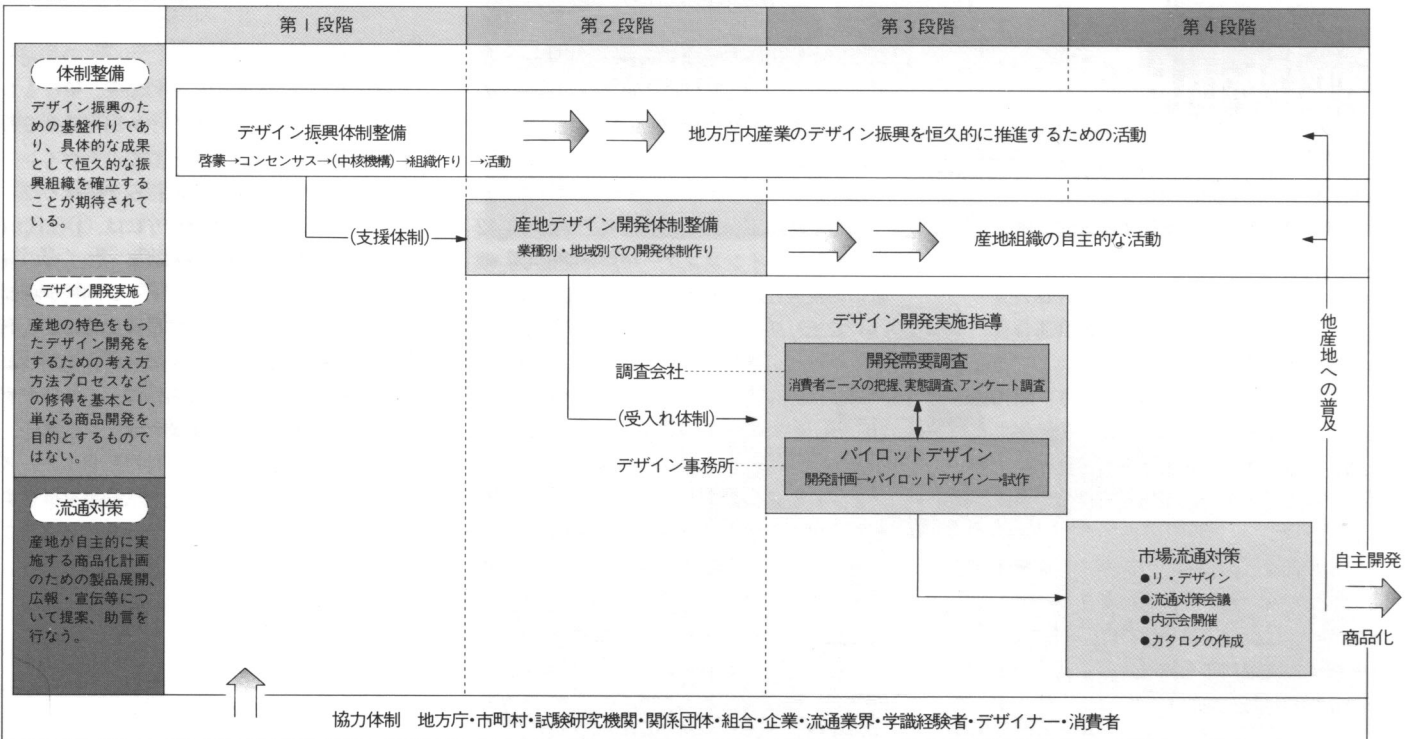 第1段階
第2段階
第3段階
第4段階
体制整備
デザイン振興のた
めの基盤作りであ
り、具体的な成果
として恒久的な振
興組織を確立する
ことが期待されて
いる。
デザイン振興体制整備
啓蒙→コンセンサス→(中核機構)→組織作り→活動
地方庁内産業のデザイン振興を恒久的に推進するための活動
(支援体制)
産地デザイン開発体制整備
業種別・地域別での開発体制作り
産地組織の自主的な活動
デザイン開発実施
産地の特色をもっ
たデザイン開発を
するための考え方
方法プロセスなど
の修得を基本とし、
単なる商品開発を
目的とするもので
はない。
デザイン開発実施指導
調査会社
開発需要調査
消費者ニーズの把握、実態調査、アンケート調査
(受入れ体制)
デザイン事務所
パイロットデザイン
開発計画→パイロットデザイン→試作
他産地への普及
流通対策
産地が自主的に実
施する商品化計画
のための製品展開、
広報・宣伝等につ
いて提案、助言を
行なう。
市場流通対策
●リ・デザイン
●流通対策会議
●内示会開催
●カタログの作成
自主開発
商品化
協力体制 地方庁・市町村・試験研究機関・関係団体・組合・企業・流通業界・学識経験者・デザイナー・消費者